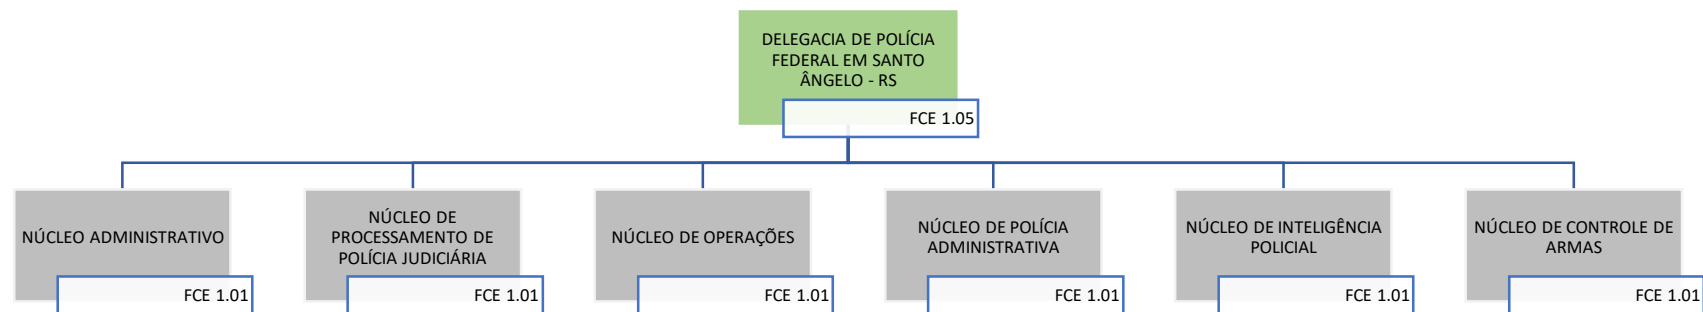 DELEGACIA DE POLÍCIA
FEDERAL EM SANTO
ÂNGELO - RS
FCE 1.05
NÚCLEO ADMINISTRATIVO
FCE 1.01
NÚCLEO DE
PROCESSAMENTO DE
POLÍCIA JUDICIÁRIA
FCE 1.01
NÚCLEO DE OPERAÇÕES
FCE 1.01
NÚCLEO DE POLÍCIA
ADMINISTRATIVA
FCE 1.01
NÚCLEO DE INTELIGÊNCIA
POLICIAL
FCE 1.01
NÚCLEO DE CONTROLE DE
ARMAS
FCE 1.01